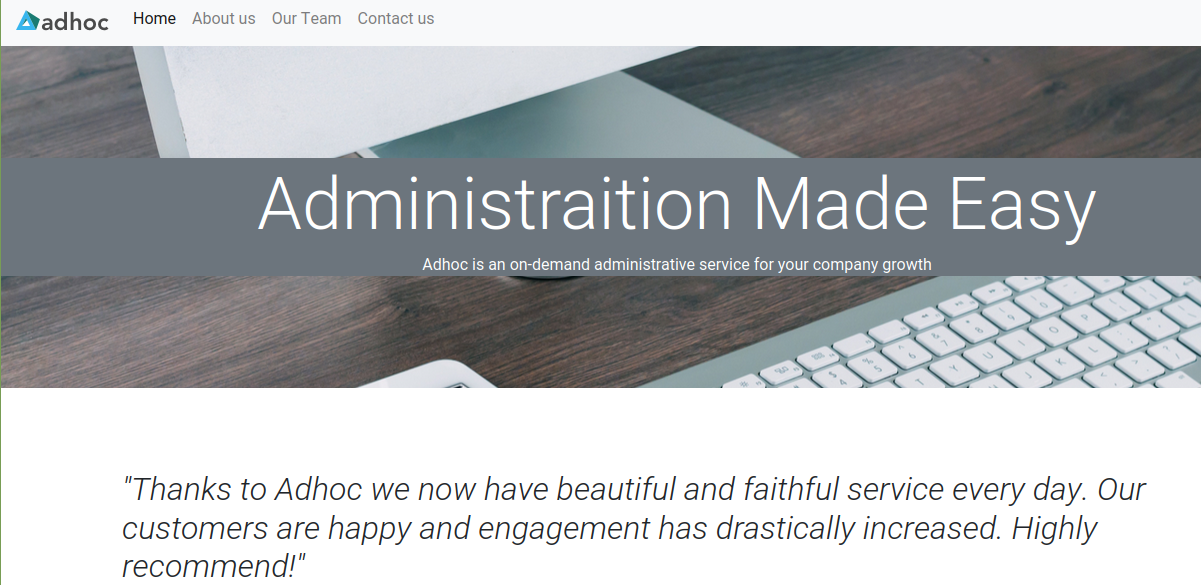 adhoc Home About us Our Team Contact us
Administraition Made Easy
Adhoc is an on-demand administrative service for your company growth
"Thanks to Adhoc we now have beautiful and faithful service every day. Our
customers are happy and engagement has drastically increased. Highly
recommend!"